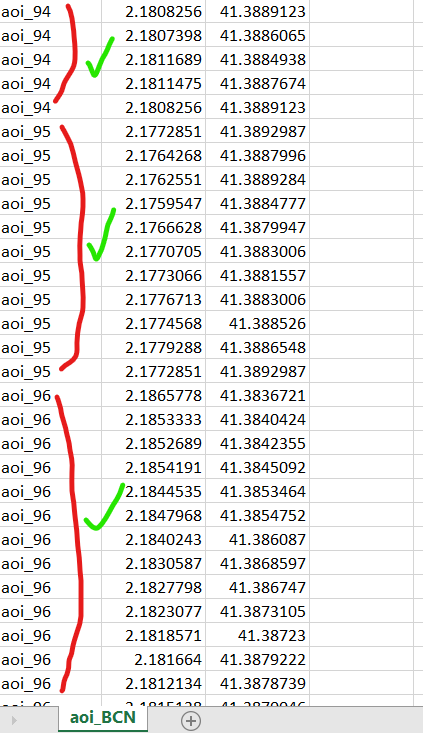 aoi_94 2.1808256 41.3889123
aoi_94 2.1807398 41.3886065
aoi_94 2.1811689 41.3884938
aoi_94 2.1811475 41.3887674
aoi_94 2.1808256 41.3889123
aoi_95 2.1772851 41.3892987
aoi_95 2.1764268 41.3887996
aoi_95 2.1762551 41.3889284
aoi_95 2.1759547 41.3884777
aoi_95 2.1766628 41.3879947
aoi_95 2.1770705 41.3883006
aoi_95 2.1773066 41.3881557
aoi_95 2.1776713 41.3883006
aoi_95 2.1774568 41.388526
aoi_95 2.1779288 41.3886548
aoi_95 2.1772851 41.3892987
aoi_96 2.1865778 41.3836721
aoi_96 2.1853333 41.3840424
aoi_96 2.1852689 41.3842355
aoi_96 2.1854191 41.3845092
aoi_96 2.1844535 41.3853464
aoi_96 2.1847968 41.3854752
aoi_96 2.1840243 41.386087
aoi_96 2.1830587 41.3868597
aoi_96 2.1827798 41.386747
aoi_96 2.1823077 41.3873105
aoi_96 2.1818571 41.38723
aoi_96 2.181664 41.3879222
aoi_96 2.1812134 41.3878739
aoi_BCN